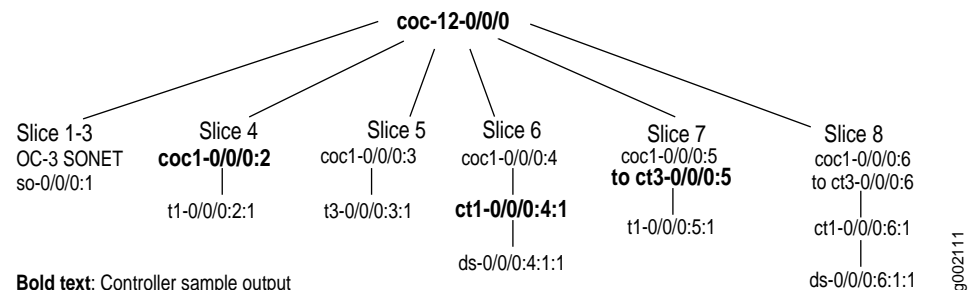 coc-12-0/0/0
Slice 1-3
OC-3 SONET
so-0/0/0:1
Slice 4
coc1-0/0/0:2
t1-0/0/0:2:1
Slice 5
coc1-0/0/0:3
t3-0/0/0:3:1
Slice 6
coc1-0/0/0:4
ct1-0/0/0:4:1
ds-0/0/0:4:1:1
Slice 7
coc1-0/0/0:5
to ct3-0/0/0:5
t1-0/0/0:5:1
Slice 8
coc1-0/0/0:6
to ct3-0/0/0:6
ct1-0/0/0:6:1
ds-0/0/0:6:1:1
Bold text: Controller sample output
g002111